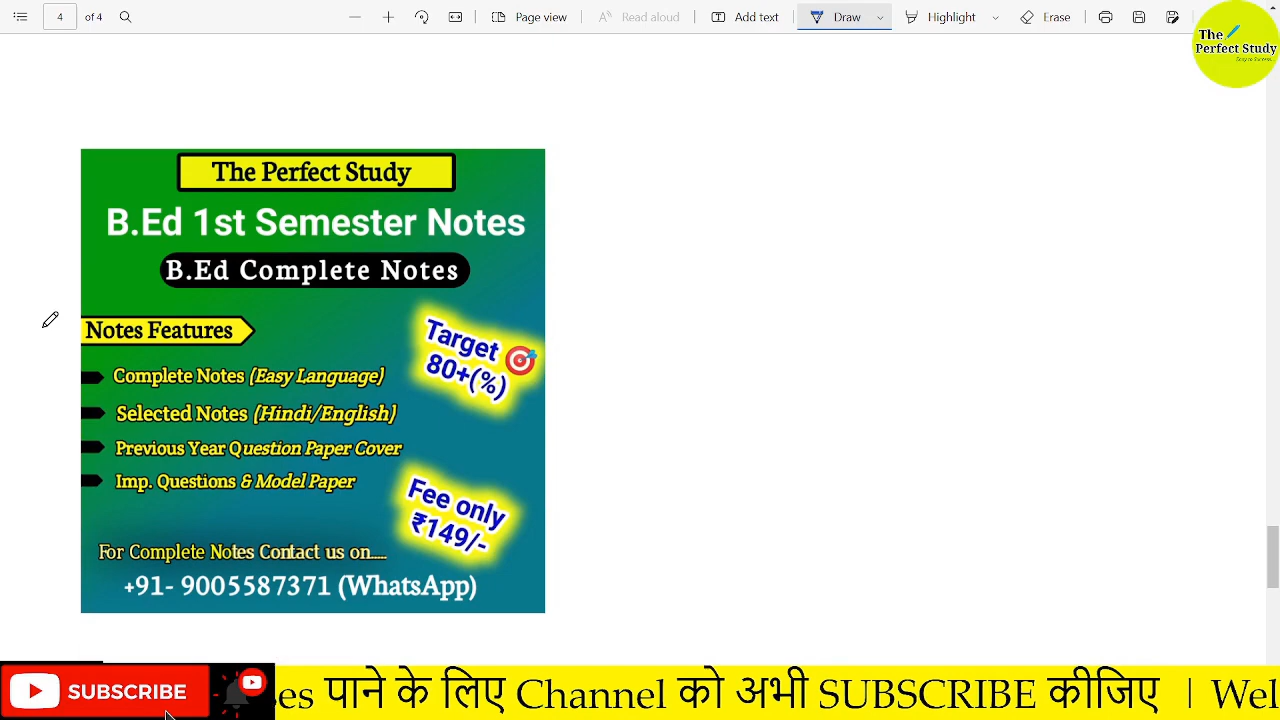 4 of 4 Page view Read aloud Add text Draw Highlight Erase
The
Perfect Study
Easy to Success...
The Perfect Study
B.Ed 1st Semester Notes
B.Ed Complete Notes
Notes Features
Target
80+(%)
Complete Notes (Easy Language)
Selected Notes (Hindi/English)
Previous Year Question Paper Cover
Imp. Questions & Model Paper
Fee only
₹149/-
For Complete Notes Contact us on.....
+91- 9005587371 (WhatsApp)
SUBSCRIBE
es पाने के लिए Channel को अभी SUBSCRIBE कीजिए | Wel